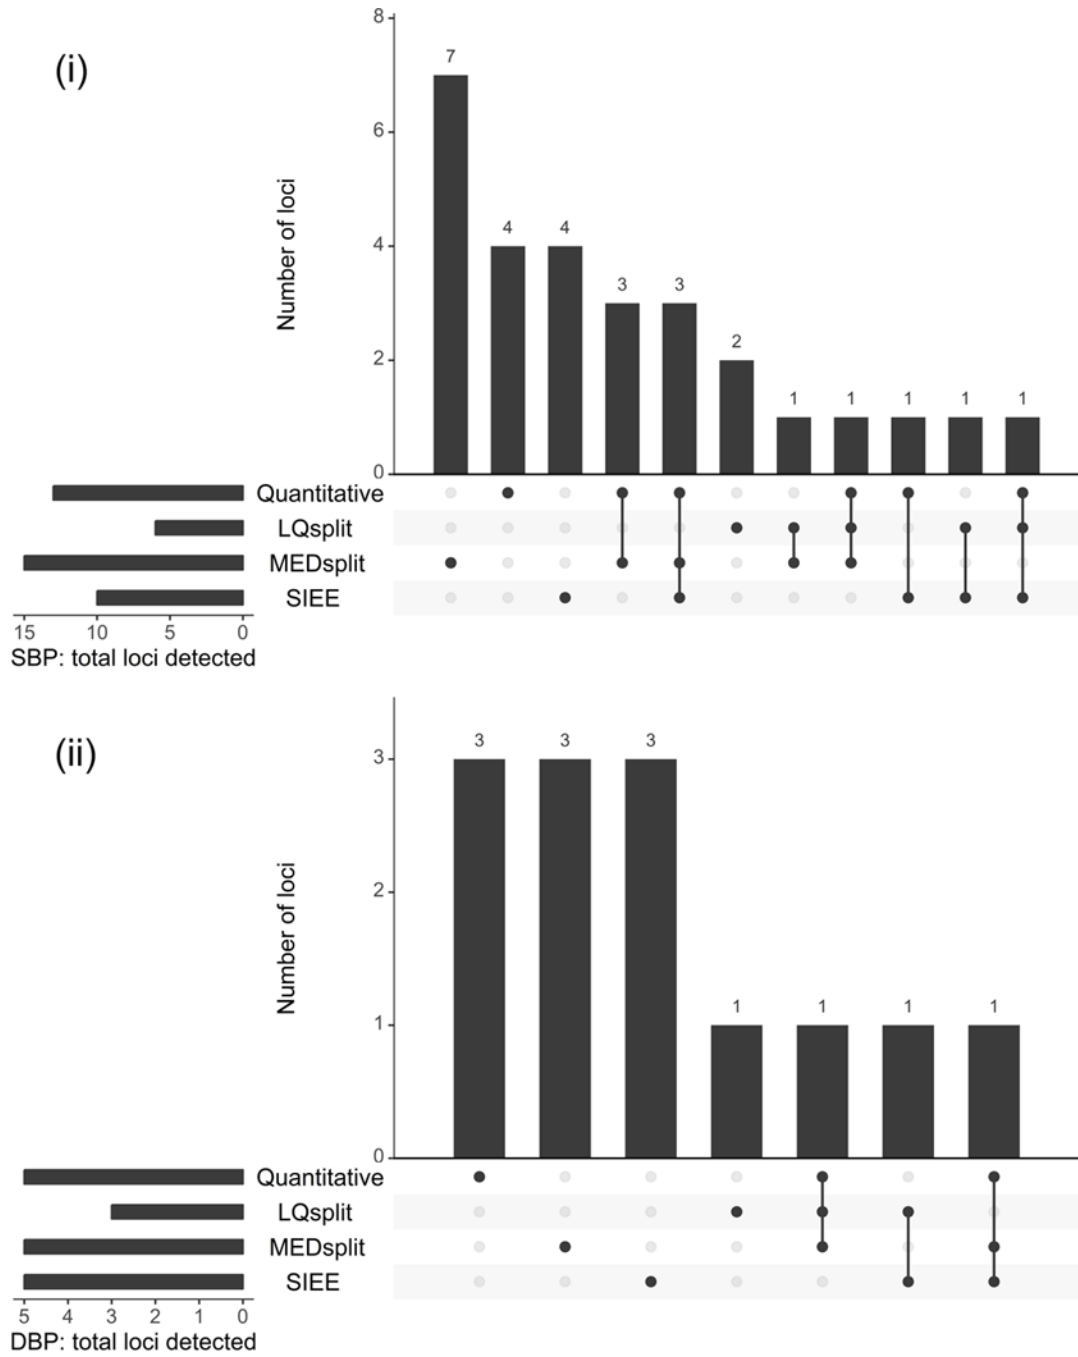 (i)
Number of loci
8
6
4
2
0
7
4
4
3
3
2
1
1
1
1
1
Quantitative
LQsplit
MEDsplit
SIEE
15 10 5 0
SBP: total loci detected
(ii)
Number of loci
3
2
1
0
3
3
3
1
1
1
1
Quantitative
LQsplit
MEDsplit
SIEE
5 4 3 2 1 0
DBP: total loci detected